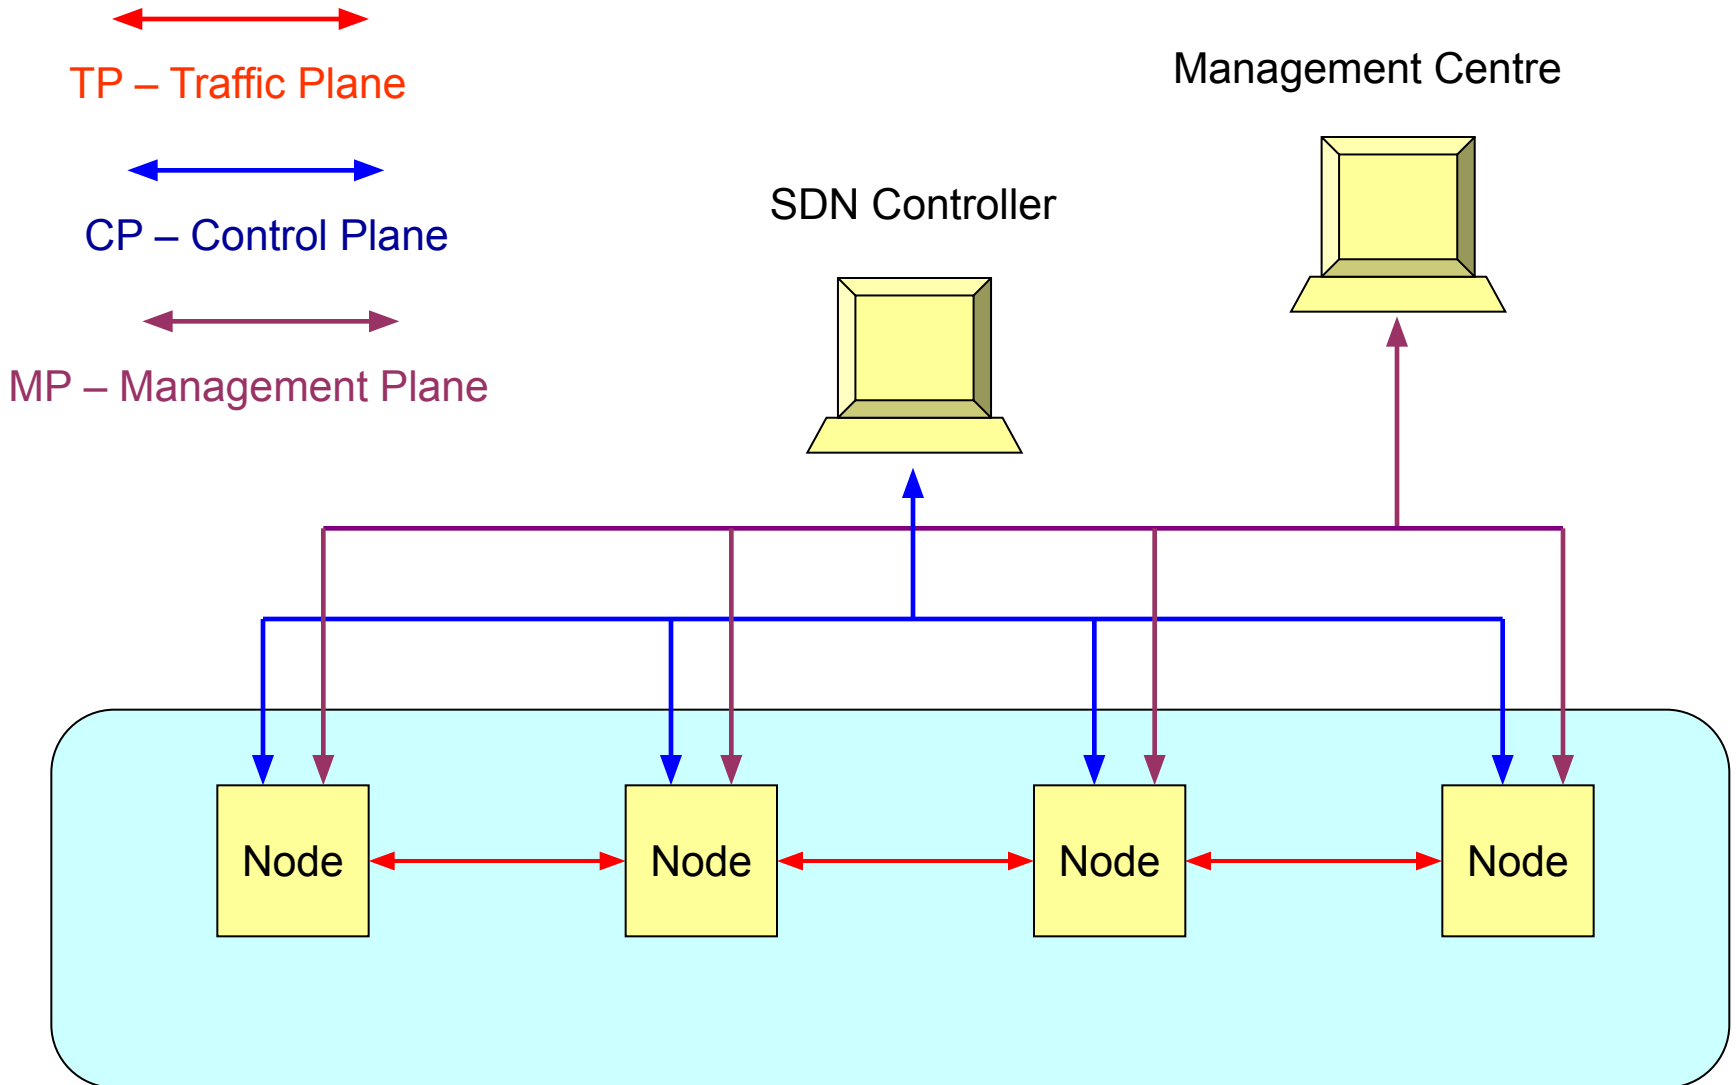 TP – Traffic Plane
Management Centre
SDN Controller
CP – Control Plane
MP – Management Plane
Node
Node
Node
Node